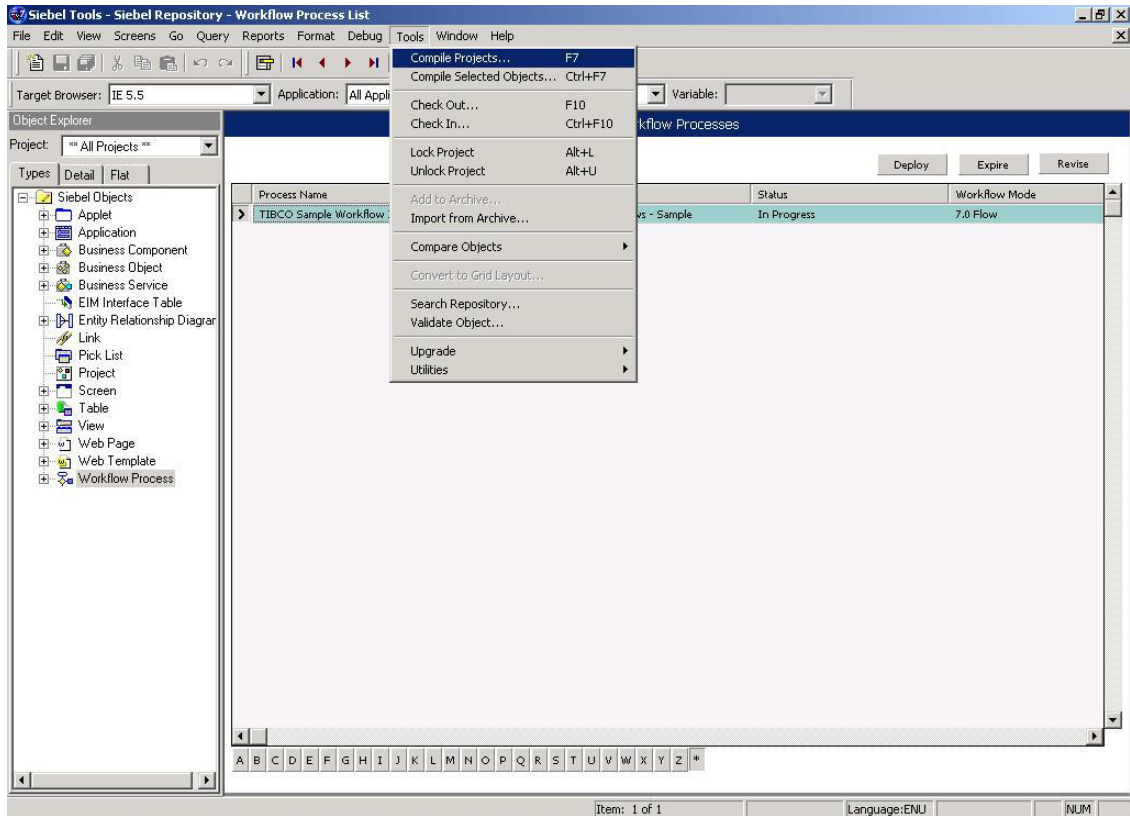 Siebel Tools - Siebel Repository - Workflow Process List
File Edit View Screens Go Query Reports Format Debug Tools Window Help
Target Browser: IE 5.5 Application: All Appli Variable:
Compile Projects... F7
Compile Selected Objects... Ctrl+F7
Check Out... F10
Check In... Ctrl+F10
Lock Project Alt+L
Unlock Project Alt+U
Add to Archive...
Import from Archive...
Compare Objects
Convert to Grid Layout...
Search Repository...
Validate Object...
Upgrade
Utilities
Object Explorer
Project: ** All Projects **
Types Detail Flat
Siebel Objects
Applet
Application
Business Component
Business Object
Business Service
EIM Interface Table
Entity Relationship Diagrar
Link
Pick List
Project
Screen
Table
View
Web Page
Web Template
Workflow Process
kflow Processes
Deploy Expire Revise
Process Name Status Workflow Mode
TIBCO Sample Workflow vs - Sample In Progress 7.0 Flow
A B C D E F G H I J K L M N O P Q R S T U V W X Y Z *
Item: 1 of 1 Language:ENU NUM